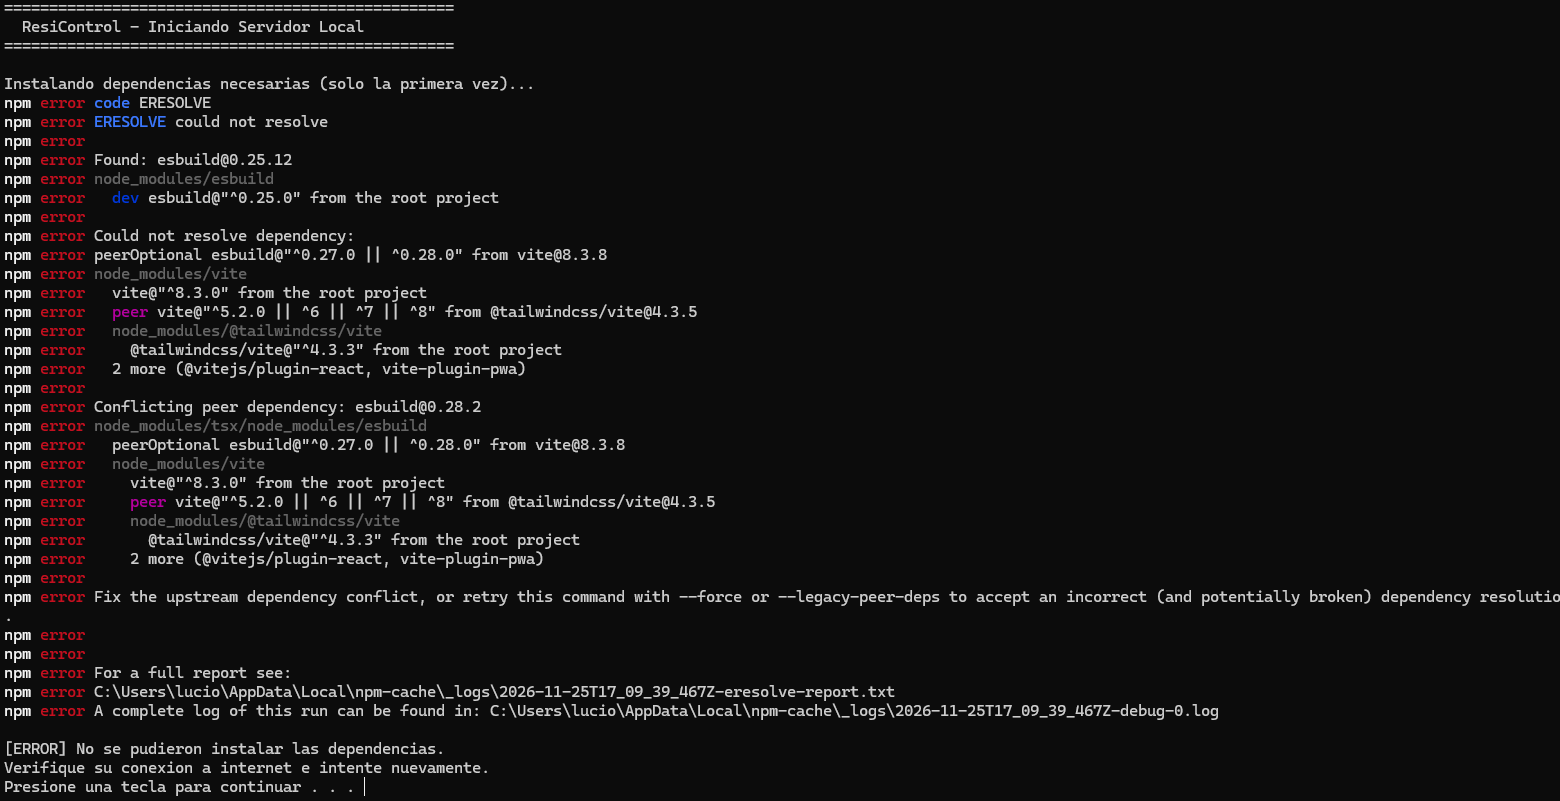 ==================================================
  ResiControl - Iniciando Servidor Local
==================================================

Instalando dependencias necesarias (solo la primera vez)...
npm error code ERESOLVE
npm error ERESOLVE could not resolve
npm error
npm error Found: esbuild@0.25.12
npm error node_modules/esbuild
npm error   dev esbuild@"^0.25.0" from the root project
npm error
npm error Could not resolve dependency:
npm error peerOptional esbuild@"^0.27.0 || ^0.28.0" from vite@8.3.8
npm error node_modules/vite
npm error   vite@"^8.3.0" from the root project
npm error   peer vite@"^5.2.0 || ^6 || ^7 || ^8" from @tailwindcss/vite@4.3.5
npm error   node_modules/@tailwindcss/vite
npm error     @tailwindcss/vite@"^4.3.3" from the root project
npm error   2 more (@vitejs/plugin-react, vite-plugin-pwa)
npm error
npm error Conflicting peer dependency: esbuild@0.28.2
npm error node_modules/tsx/node_modules/esbuild
npm error   peerOptional esbuild@"^0.27.0 || ^0.28.0" from vite@8.3.8
npm error   node_modules/vite
npm error     vite@"^8.3.0" from the root project
npm error     peer vite@"^5.2.0 || ^6 || ^7 || ^8" from @tailwindcss/vite@4.3.5
npm error     node_modules/@tailwindcss/vite
npm error       @tailwindcss/vite@"^4.3.3" from the root project
npm error     2 more (@vitejs/plugin-react, vite-plugin-pwa)
npm error
npm error Fix the upstream dependency conflict, or retry this command with --force or --legacy-peer-deps to accept an incorrect (and potentially broken) dependency resolutio
.
npm error
npm error
npm error For a full report see:
npm error C:\Users\lucio\AppData\Local\npm-cache\_logs\2026-11-25T17_09_39_467Z-eresolve-report.txt
npm error A complete log of this run can be found in: C:\Users\lucio\AppData\Local\npm-cache\_logs\2026-11-25T17_09_39_467Z-debug-0.log

[ERROR] No se pudieron instalar las dependencias.
Verifique su conexion a internet e intente nuevamente.
Presione una tecla para continuar . . .